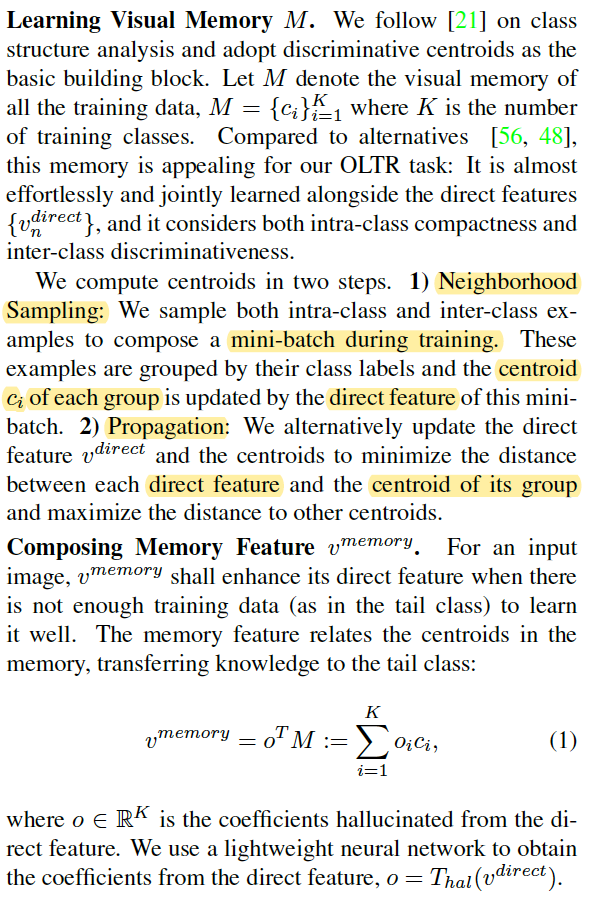 Learning Visual Memory M. We follow [21] on class
structure analysis and adopt discriminative centroids as the
basic building block. Let M denote the visual memory of
all the training data, M = {c_i}_{i=1}^K where K is the number
of training classes. Compared to alternatives [56, 48],
this memory is appealing for our OLTR task: It is almost
effortlessly and jointly learned alongside the direct features
{v_n^{direct}}, and it considers both intra-class compactness and
inter-class discriminativeness.
We compute centroids in two steps. 1) Neighborhood
Sampling: We sample both intra-class and inter-class ex-
amples to compose a mini-batch during training. These
examples are grouped by their class labels and the centroid
c_i of each group is updated by the direct feature of this mini-
batch. 2) Propagation: We alternatively update the direct
feature v^{direct} and the centroids to minimize the distance
between each direct feature and the centroid of its group
and maximize the distance to other centroids.
Composing Memory Feature v^{memory}. For an input
image, v^{memory} shall enhance its direct feature when there
is not enough training data (as in the tail class) to learn
it well. The memory feature relates the centroids in the
memory, transferring knowledge to the tail class:
v^{memory} = o^T M := \sum_{i=1}^{K} o_i c_i, (1)
where o ∈ ℝ^K is the coefficients hallucinated from the di-
rect feature. We use a lightweight neural network to obtain
the coefficients from the direct feature, o = T_{hal}(v^{direct}).